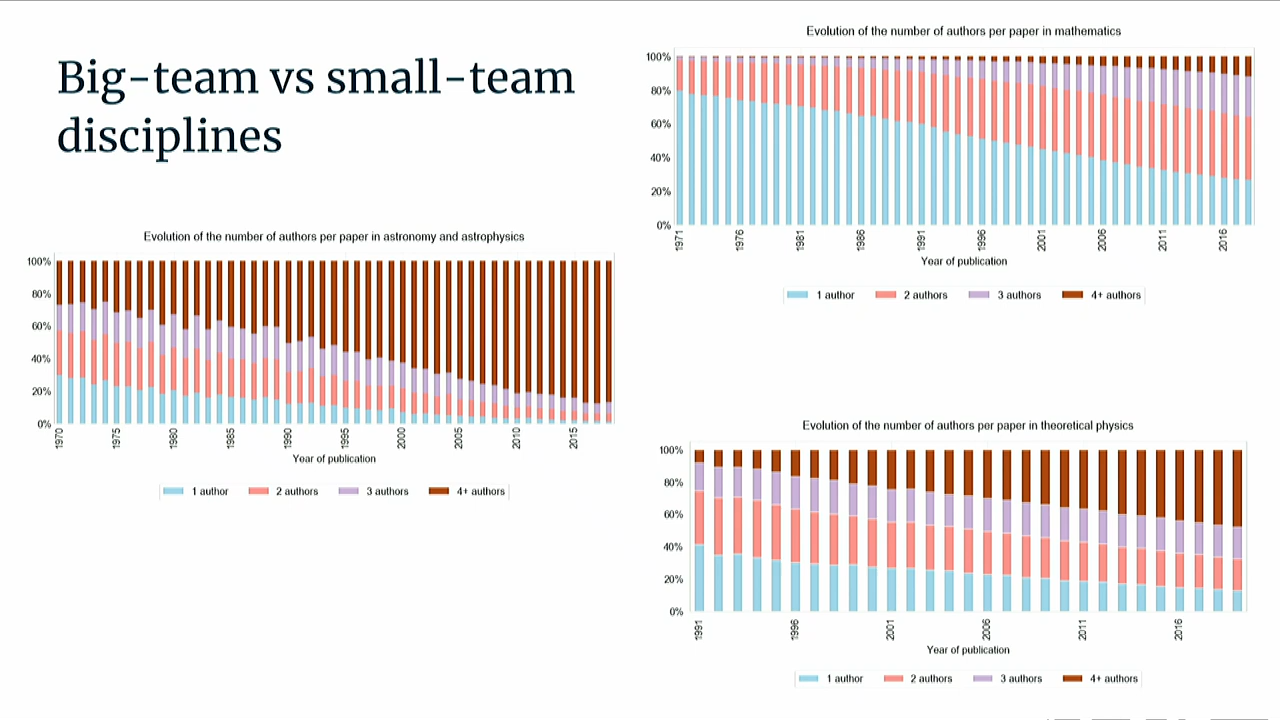 Big-team vs small-team
disciplines
Evolution of the number of authors per paper in astronomy and astrophysics
100%
80%
60%
40%
20%
0%
1970
1975
1980
1985
1990
1995
2000
2005
2010
2015
Year of publication
1 author
2 authors
3 authors
4+ authors
Evolution of the number of authors per paper in mathematics
100%
80%
60%
40%
20%
0%
1971
1976
1981
1986
1991
1996
2001
2006
2011
2016
Year of publication
1 author
2 authors
3 authors
4+ authors
Evolution of the number of authors per paper in theoretical physics
100%
80%
60%
40%
20%
0%
1991
1996
2001
2006
2011
2016
Year of publication
1 author
2 authors
3 authors
4+ authors